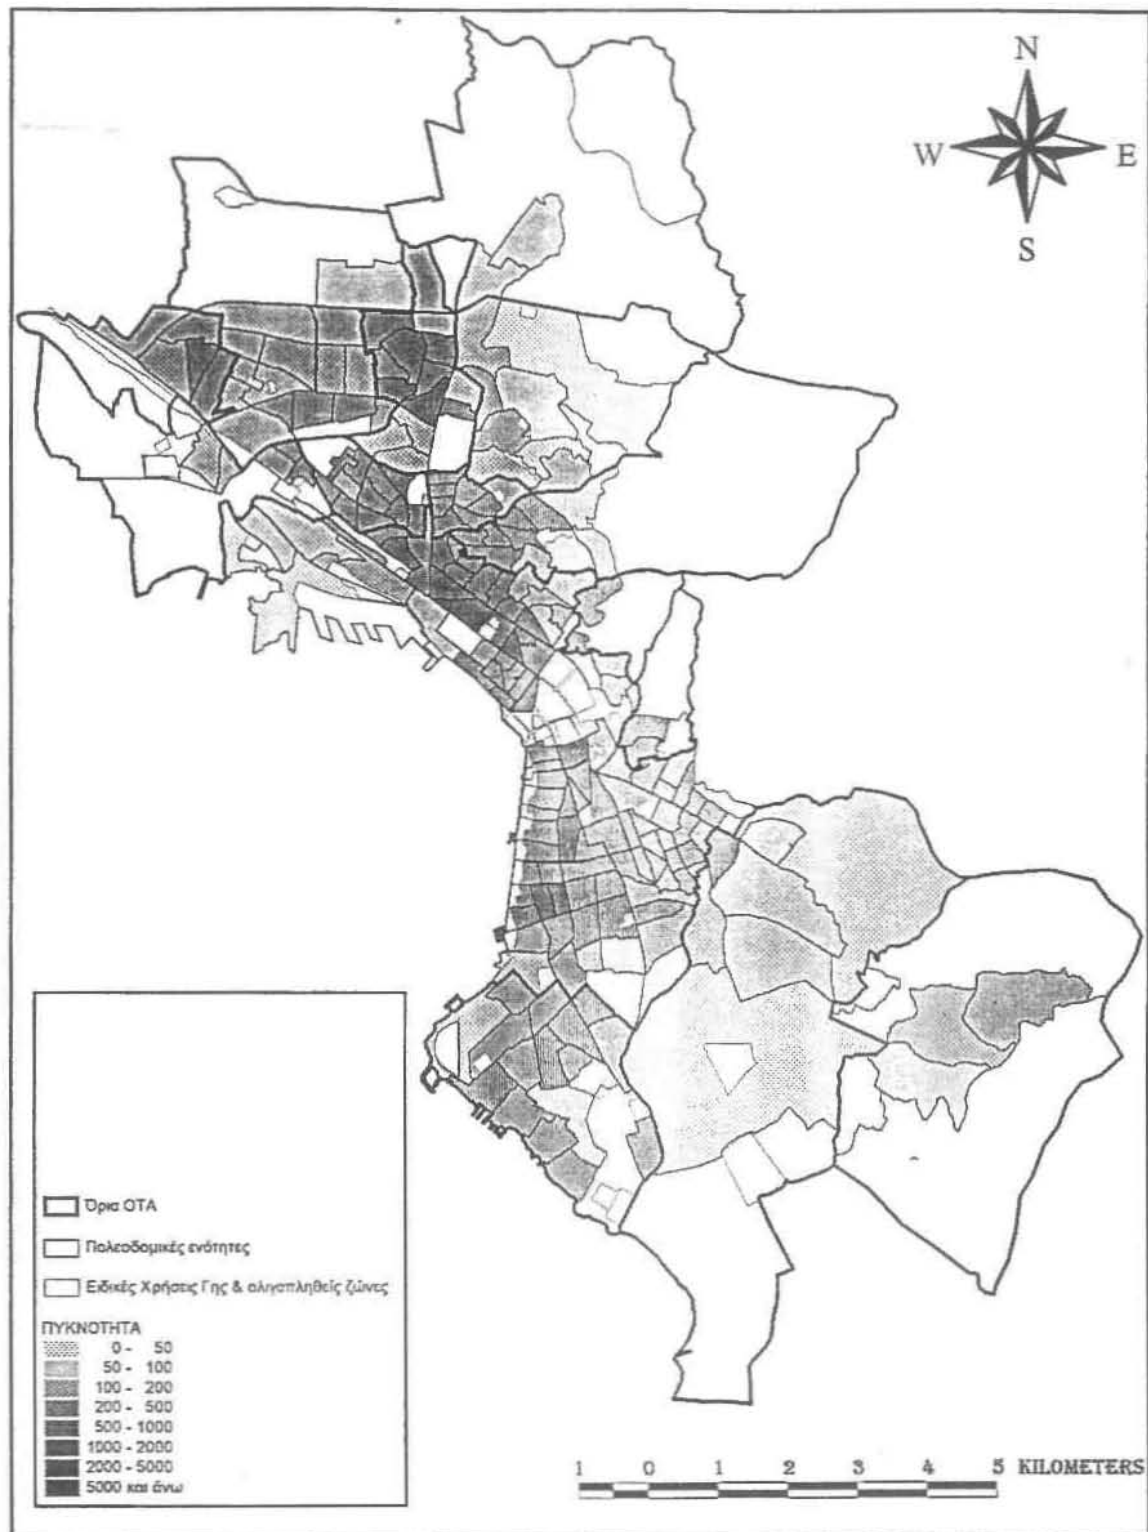 N
W E
S
Όρια ΟΤΑ
Πολεοδομικές ενότητες
Ειδικές Χρήσεις Γης & ολιγοπληθείς ζώνες
ΠΥΚΝΟΤΗΤΑ
0 - 50
50 - 100
100 - 200
200 - 500
500 - 1000
1000 - 2000
2000 - 5000
5000 και άνω
1 0 1 2 3 4 5 KILOMETERS